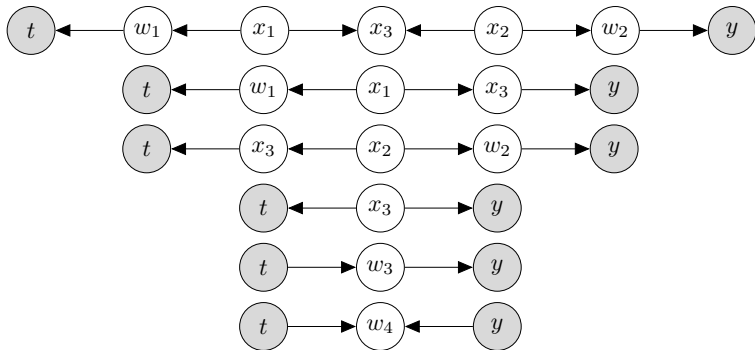 t w₁ x₁ x₃ x₂ w₂ y
t w₁ x₁ x₃ y
t x₃ x₂ w₂ y
t x₃ y
t w₃ y
t w₄ y